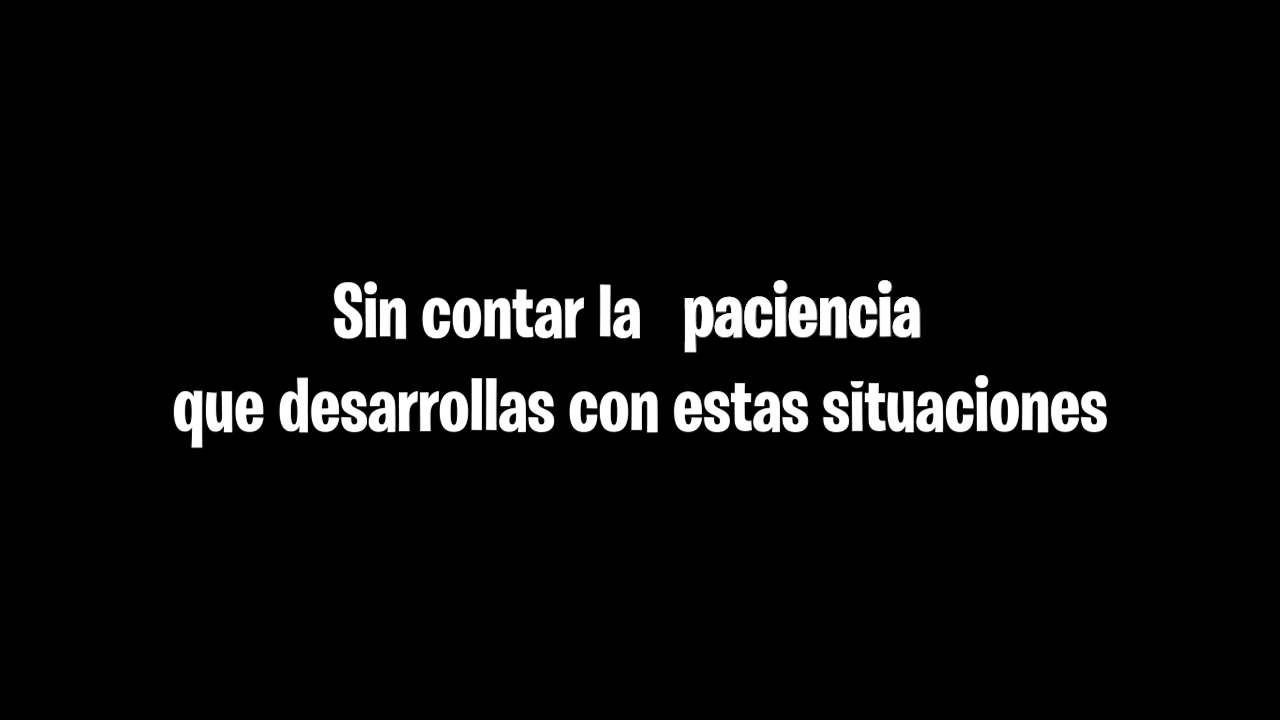 Sin contar la paciencia
que desarrollas con estas situaciones